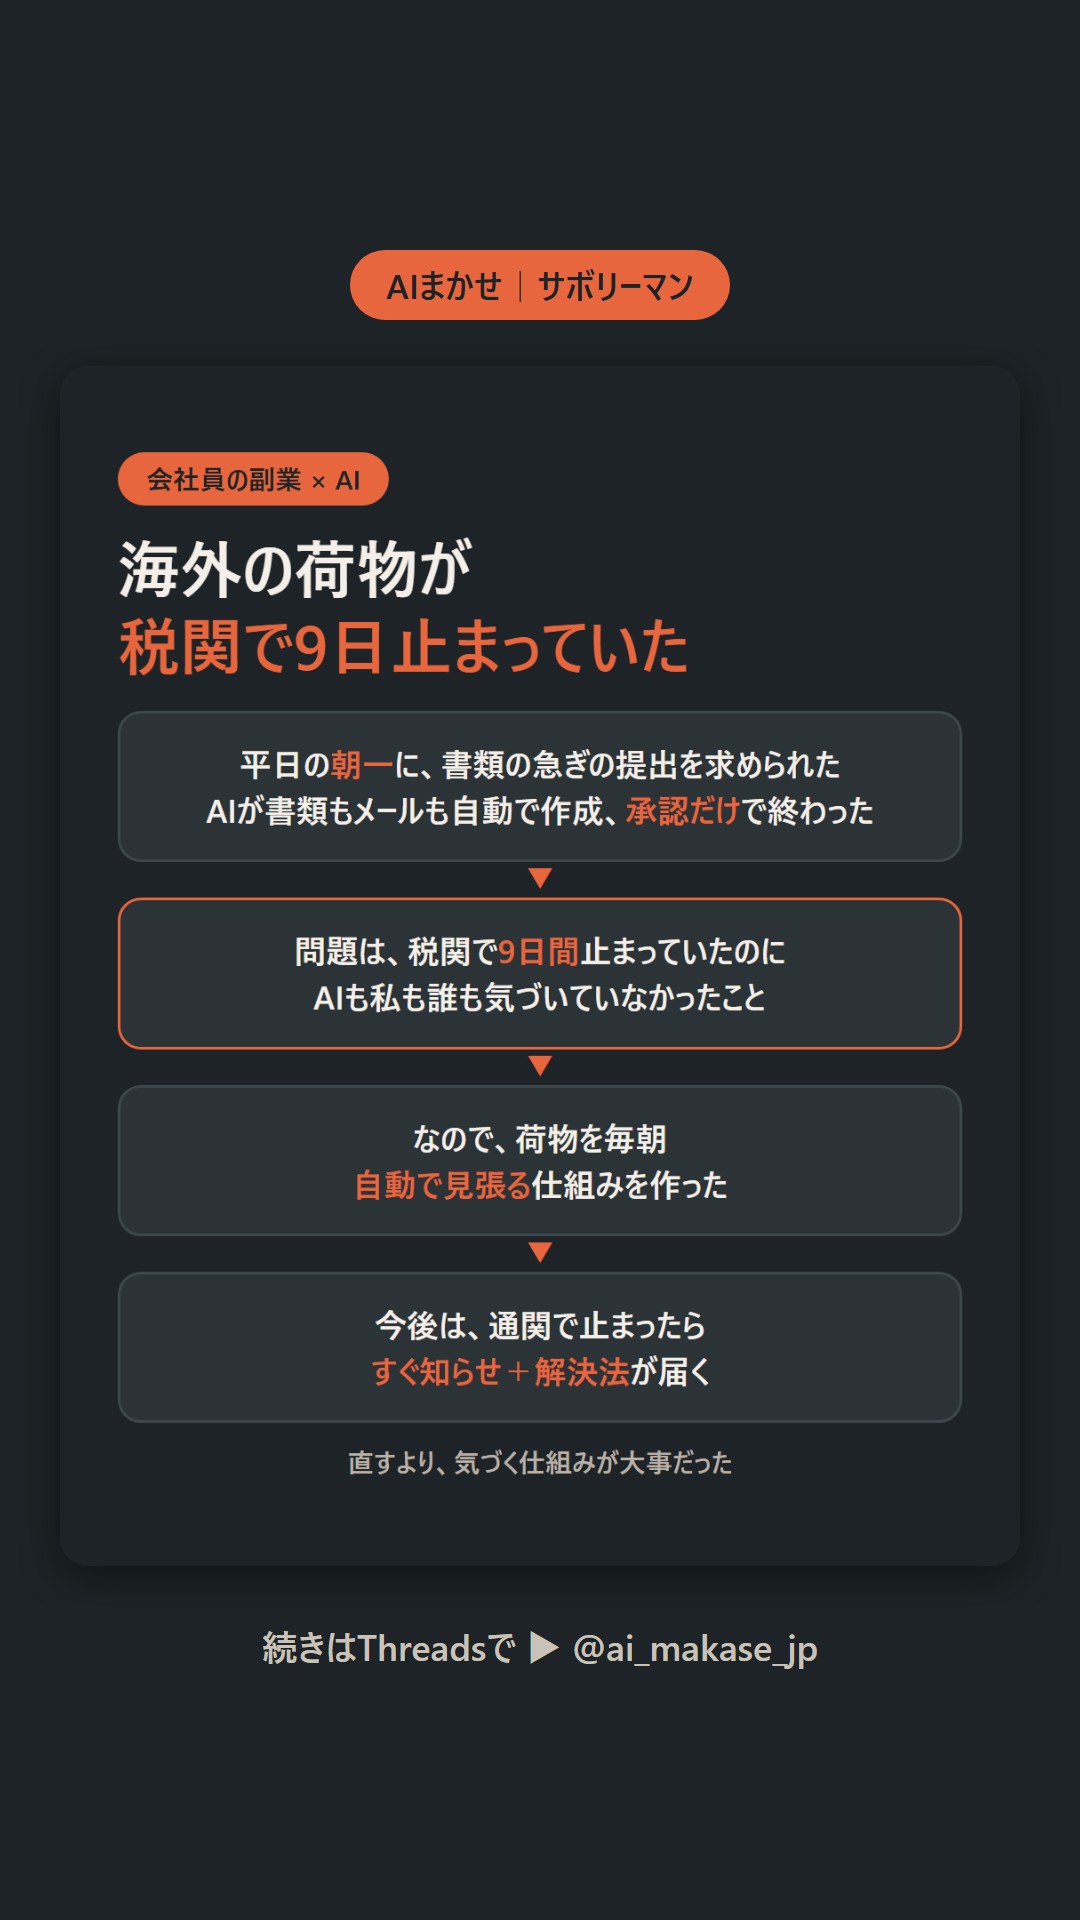 AIまかせ｜サボリーマン
会社員の副業 × AI
海外の荷物が
税関で9日止まっていた
平日の朝一に、書類の急ぎの提出を求められた
AIが書類もメールも自動で作成、承認だけで終わった
▼
問題は、税関で9日間止まっていたのに
AIも私も誰も気づいていなかったこと
▼
なので、荷物を毎朝
自動で見張る仕組みを作った
▼
今後は、通関で止まったら
すぐ知らせ＋解決法が届く
直すより、気づく仕組みが大事だった
続きはThreadsで ▶ @ai_makase_jp